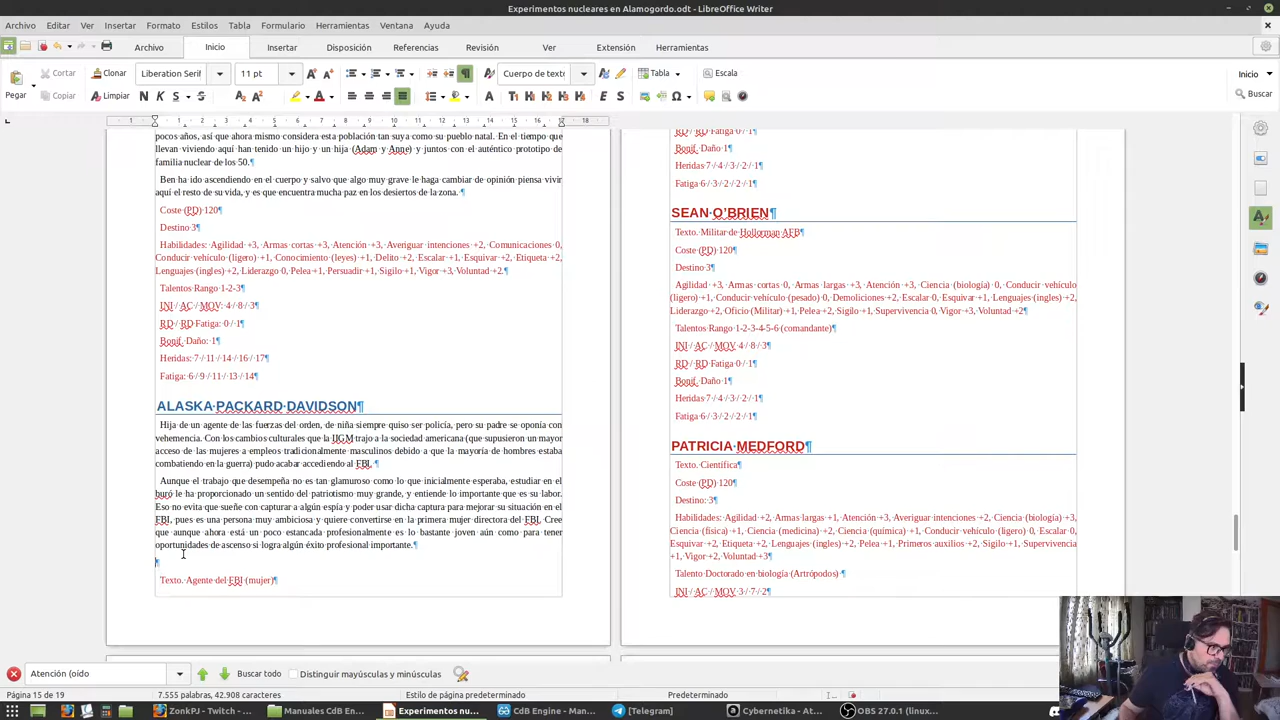 Experimentos nucleares en Alamogordo.odt - LibreOffice Writer
Archivo Editar Ver Insertar Formato Estilos Tabla Formulario Herramientas Ventana Ayuda
Archivo Inicio Insertar Disposición Referencias Revisión Ver Extensión Herramientas
Pegar Cortar Clonar Liberation Serif 11 pt Cuerpo de texto Tabla Escala Inicio
Copiar Limpiar Buscar
pocos años, así que ahora mismo considera esta población tan suya como su pueblo natal. En el tiempo que
llevan viviendo aquí han tenido un hijo y un hija (Adam y Anne) y juntos con el auténtico prototipo de
familia nuclear de los 50.¶
Ben ha ido ascendiendo en el cuerpo y salvo que algo muy grave le haga cambiar de opinión piensa vivir
aquí el resto de su vida, y es que encuentra mucha paz en los desiertos de la zona. ¶
Coste (PD) 120¶
Destino 3¶
Habilidades: Agilidad +3, Armas cortas +3, Atención +3, Averiguar intenciones +2, Comunicaciones 0,
Conducir vehículo (ligero) +1, Conocimiento (leyes) +1, Delito +2, Escalar +1, Esquivar +2, Etiqueta +2,
Lenguajes (ingles) +2, Liderazgo 0, Pelea +1, Persuadir +1, Sigilo +1, Vigor +3, Voluntad +2.¶
Talentos Rango 1-2-3¶
INI / AC / MOV: 4 / 8 / 3¶
RD / RD Fatiga: 0 / 1¶
Bonif. Daño: 1¶
Heridas: 7 / 11 / 14 / 16 / 17¶
Fatiga: 6 / 9 / 11 / 13 / 14¶
ALASKA PACKARD DAVIDSON¶
Hija de un agente de las fuerzas del orden, de niña siempre quiso ser policía, pero su padre se oponía con
vehemencia. Con los cambios culturales que la IIGM trajo a la sociedad americana (que supusieron un mayor
acceso de las mujeres a empleos tradicionalmente masculinos debido a que la mayoría de hombres estaba
combatiendo en la guerra) pudo acabar accediendo al FBI. ¶
Aunque el trabajo que desempeña no es tan glamuroso como lo que inicialmente esperaba, estudiar en el
buró le ha proporcionado un sentido del patriotismo muy grande, y entiende lo importante que es su labor.
Eso no evita que sueñe con capturar a algún espía y poder usar dicha captura para mejorar su situación en el
FBI, pues es una persona muy ambiciosa y quiere convertirse en la primera mujer directora del FBI. Cree
que aunque ahora está un poco estancada profesionalmente es lo bastante joven aún como para tener
oportunidades de ascenso si logra algún éxito profesional importante.¶
¶
Texto. Agente del FBI (mujer)¶
RD / RD Fatiga 0 / 1¶
Bonif. Daño 1¶
Heridas 7 / 4 / 3 / 2 / 1¶
Fatiga 6 / 3 / 2 / 2 / 1¶
SEAN O'BRIEN¶
Texto. Militar de Hollorman AFB¶
Coste (PD) 120¶
Destino 3¶
Agilidad +3, Armas cortas 0, Armas largas +3, Atención +3, Ciencia (biología) 0, Conducir vehículo
(ligero) +1, Conducir vehículo (pesado) 0, Demoliciones +2, Escalar 0, Esquivar +1, Lenguajes (ingles) +2,
Liderazgo +2, Oficio (Militar) +1, Pelea +2, Sigilo +1, Supervivencia 0, Vigor +3, Voluntad +2¶
Talentos Rango 1-2-3-4-5-6 (comandante)¶
INI / AC / MOV 4 / 8 / 3¶
RD / RD Fatiga 0 / 1¶
Bonif. Daño 1¶
Heridas 7 / 4 / 3 / 2 / 1¶
Fatiga 6 / 3 / 2 / 2 / 1¶
PATRICIA MEDFORD¶
Texto. Científica¶
Coste (PD) 120¶
Destino: 3¶
Habilidades: Agilidad +2, Armas largas +1, Atención +3, Averiguar intenciones +2, Ciencia (biología) +3,
Ciencia (física) +1, Ciencia (medicina) +2, Ciencia (química) +2, Conducir vehículo (ligero) 0, Escalar 0,
Esquivar +2, Etiqueta +2, Lenguajes (ingles) +2, Pelea +1, Primeros auxilios +2, Sigilo +1, Supervivencia
+1, Vigor +2, Voluntad +3¶
Talento Doctorado en biología (Artrópodos) ¶
INI / AC / MOV 3 / 7 / 2¶
Atención (oído Buscar todo Distinguir mayúsculas y minúsculas
Página 15 de 19 7.555 palabras, 42.908 caracteres Estilo de página predeterminado Predeterminado
ZonkPJ - Twitch - ... Manuales CdB En... Experimentos nu... CdB Engine - Man... [Telegram] Cybernetika - At... OBS 27.0.1 (linux...